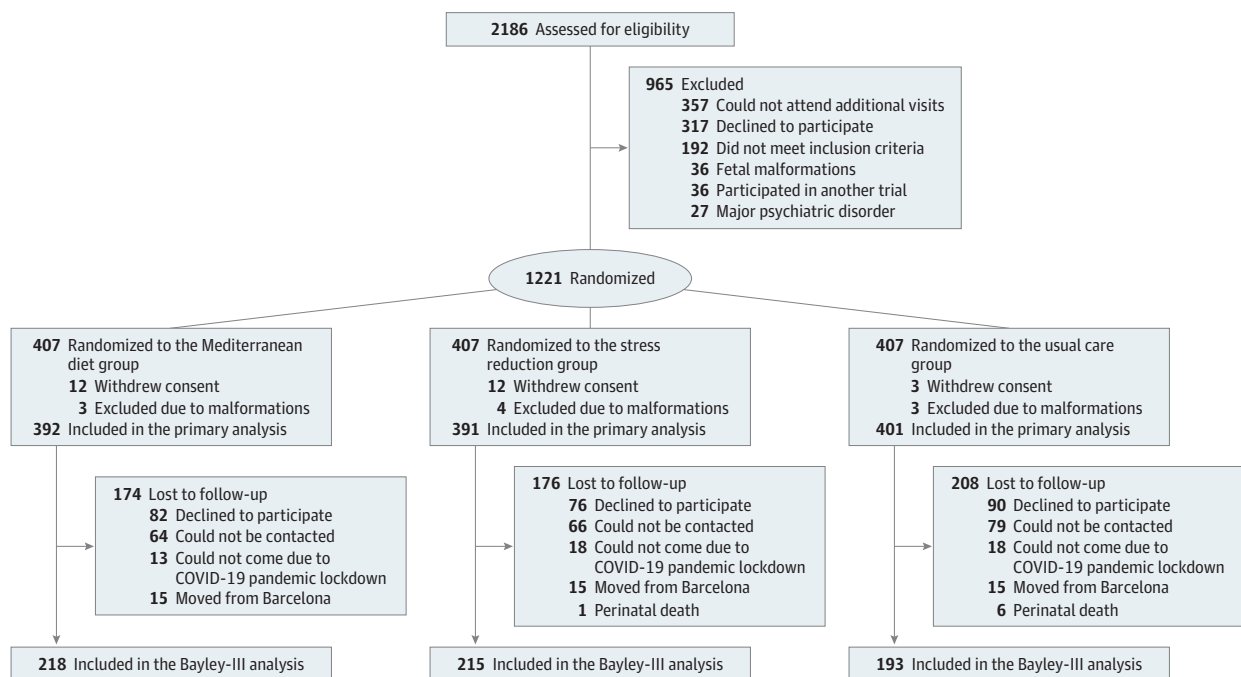 2186 Assessed for eligibility
965 Excluded
357 Could not attend additional visits
317 Declined to participate
192 Did not meet inclusion criteria
36 Fetal malformations
36 Participated in another trial
27 Major psychiatric disorder
1221 Randomized
407 Randomized to the Mediterranean
diet group
12 Withdrew consent
3 Excluded due to malformations
392 Included in the primary analysis
407 Randomized to the stress
reduction group
12 Withdrew consent
4 Excluded due to malformations
391 Included in the primary analysis
407 Randomized to the usual care
group
3 Withdrew consent
3 Excluded due to malformations
401 Included in the primary analysis
174 Lost to follow-up
82 Declined to participate
64 Could not be contacted
13 Could not come due to
COVID-19 pandemic lockdown
15 Moved from Barcelona
176 Lost to follow-up
76 Declined to participate
66 Could not be contacted
18 Could not come due to
COVID-19 pandemic lockdown
15 Moved from Barcelona
1 Perinatal death
208 Lost to follow-up
90 Declined to participate
79 Could not be contacted
18 Could not come due to
COVID-19 pandemic lockdown
15 Moved from Barcelona
6 Perinatal death
218 Included in the Bayley-III analysis
215 Included in the Bayley-III analysis
193 Included in the Bayley-III analysis